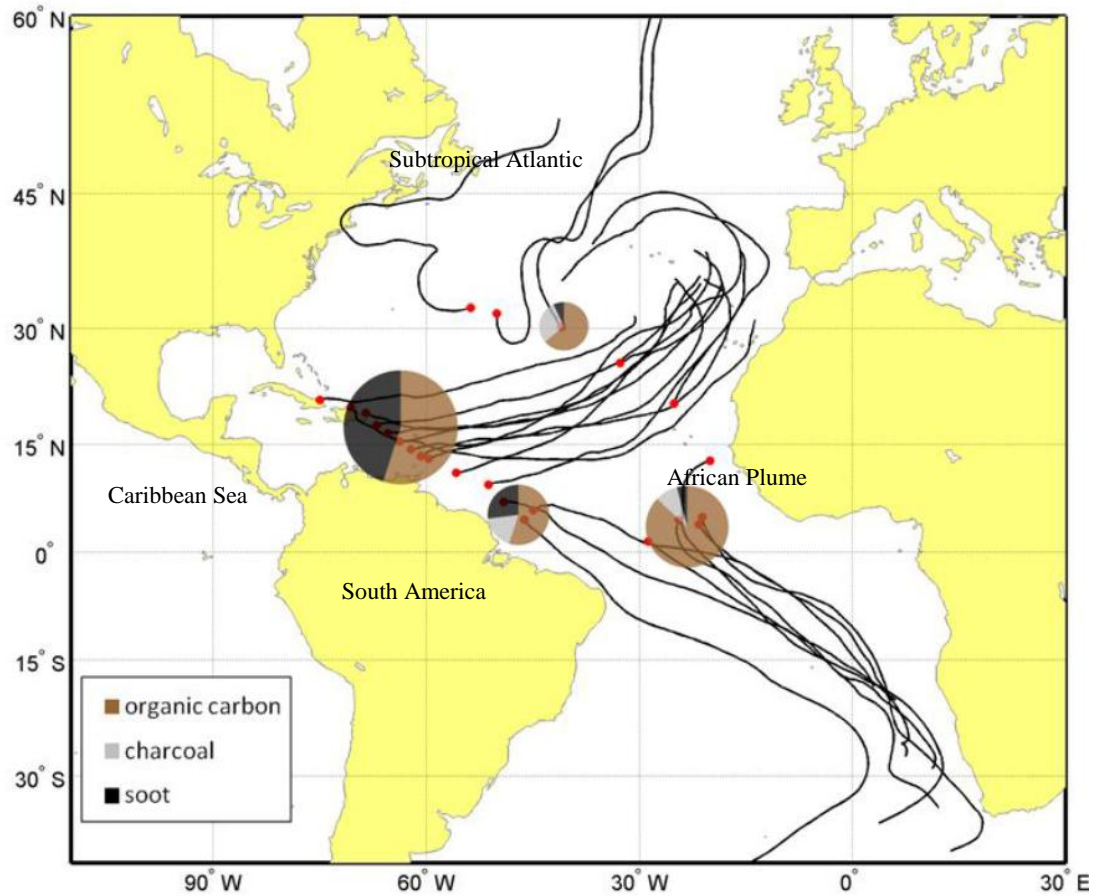 60° N
Subtropical Atlantic
45° N
30° N
15° N
African Plume
Caribbean Sea
0°
South America
15° S
organic carbon
charcoal
30° S
soot
90° W
60° W
30° W
0°
30° E